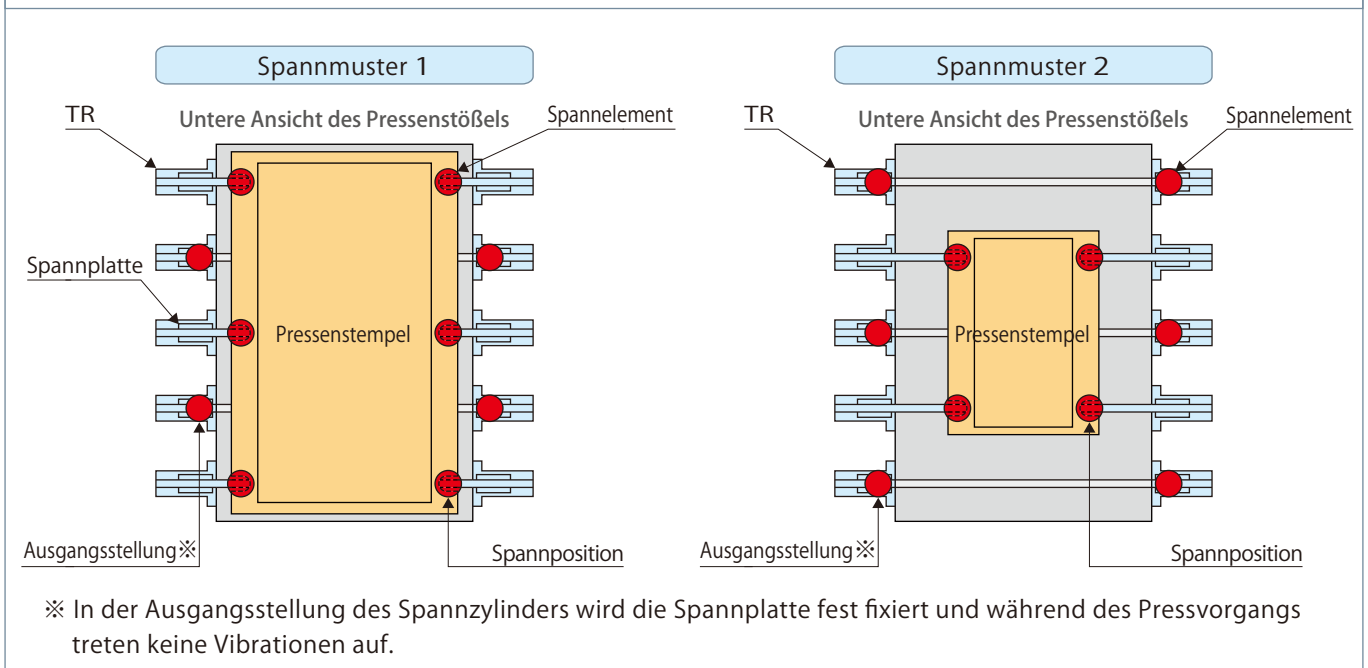 Spannmuster 1
TR
Untere Ansicht des Pressenstößels
Spannelement
Spannplatte
Pressenstempel
Ausgangsstellung※
Spannposition
Spannmuster 2
TR
Untere Ansicht des Pressenstößels
Spannelement
Pressenstempel
Ausgangsstellung※
Spannposition
※ In der Ausgangsstellung des Spannzylinders wird die Spannplatte fest fixiert und während des Pressvorgangs
treten keine Vibrationen auf.